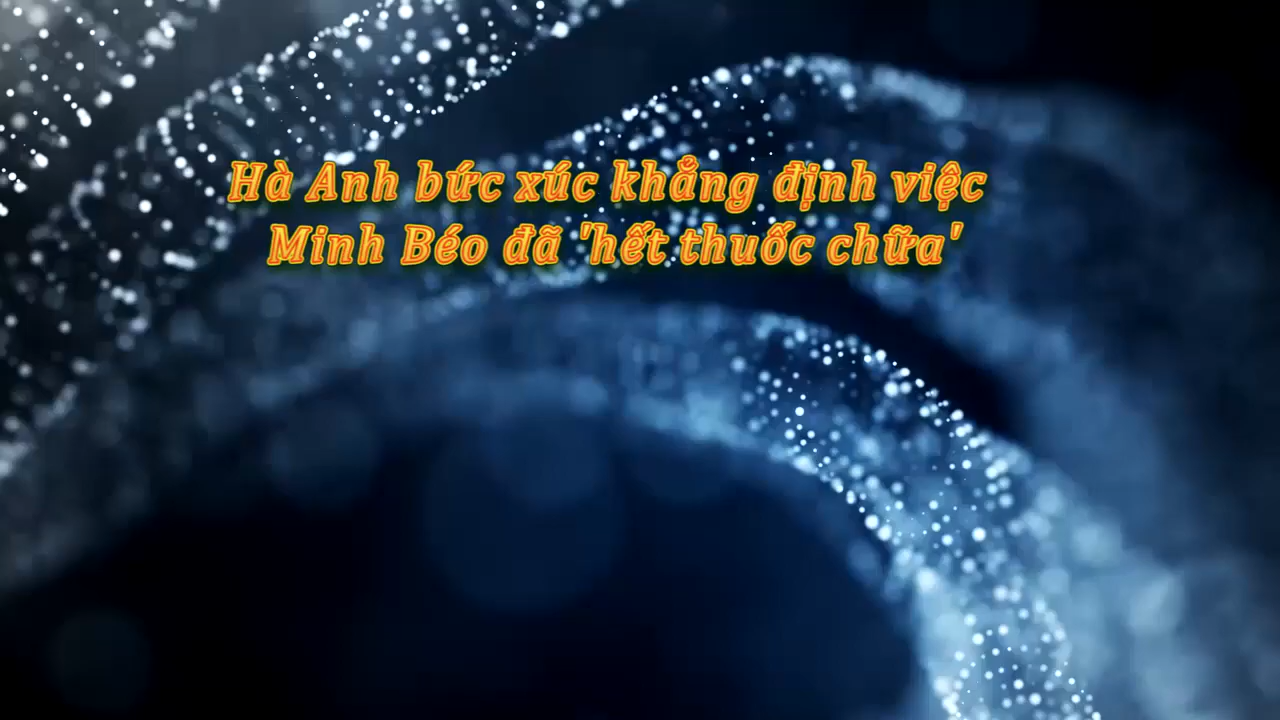 Hà Anh bức xúc khẳng định việc
Minh Béo đã 'hết thuốc chữa'